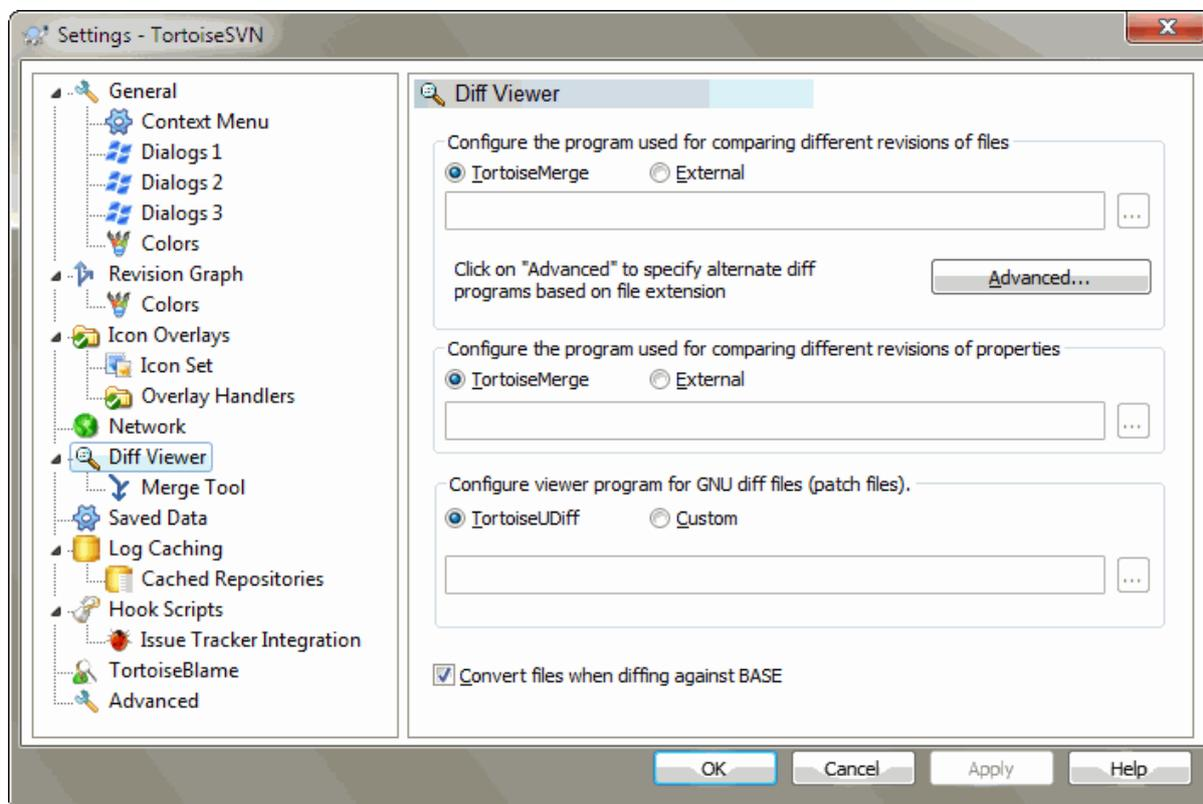 Settings - TortoiseSVN
General
Context Menu
Dialogs 1
Dialogs 2
Dialogs 3
Colors
Revision Graph
Colors
Icon Overlays
Icon Set
Overlay Handlers
Network
Diff Viewer
Merge Tool
Saved Data
Log Caching
Cached Repositories
Hook Scripts
Issue Tracker Integration
TortoiseBlame
Advanced
Diff Viewer
Configure the program used for comparing different revisions of files
TortoiseMerge External
...
Click on "Advanced" to specify alternate diff
programs based on file extension
Advanced...
Configure the program used for comparing different revisions of properties
TortoiseMerge External
...
Configure viewer program for GNU diff files (patch files).
TortoiseUDiff Custom
...
Convert files when diffing against BASE
OK Cancel Apply Help